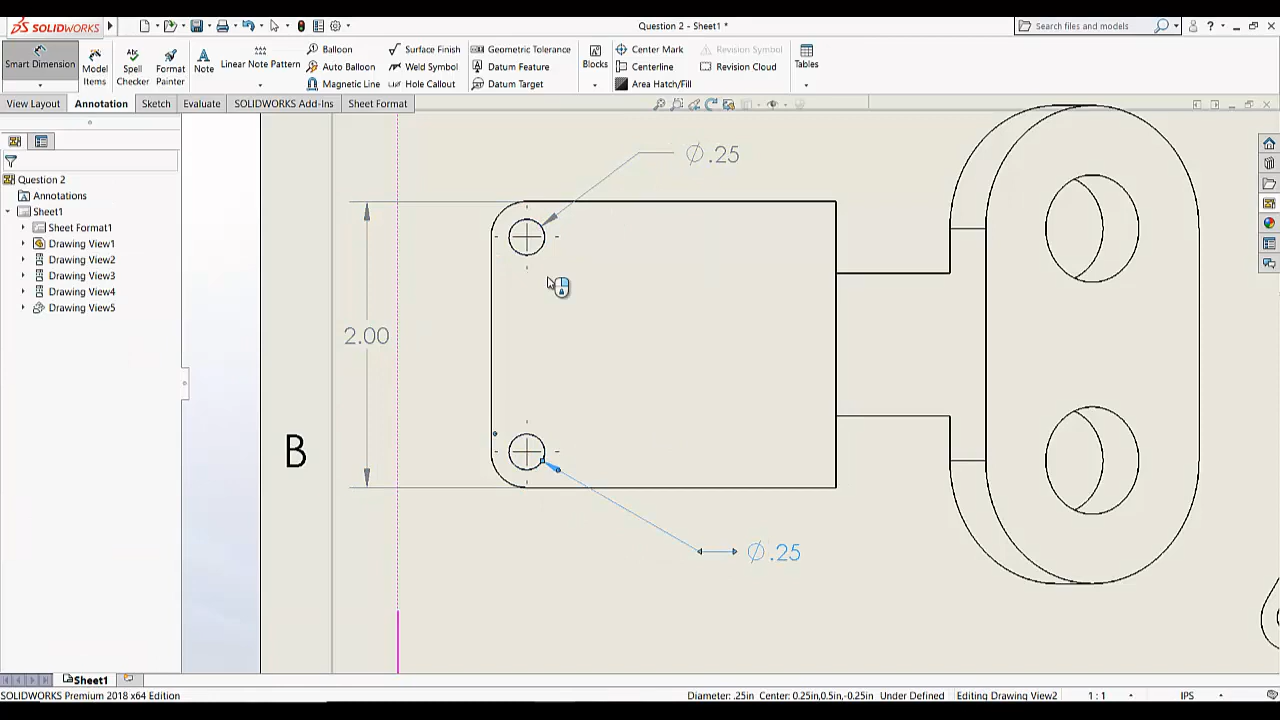 SOLIDWORKS
Question 2 - Sheet1 *
Search files and models
?
Smart Dimension
Model Items
Spell Checker
Format Painter
Note
Linear Note Pattern
Balloon
Auto Balloon
Magnetic Line
Surface Finish
Weld Symbol
Hole Callout
Geometric Tolerance
Datum Feature
Datum Target
Blocks
Center Mark
Centerline
Area Hatch/Fill
Revision Symbol
Revision Cloud
Tables
View Layout
Annotation
Sketch
Evaluate
SOLIDWORKS Add-Ins
Sheet Format
Question 2
Annotations
Sheet1
Sheet Format1
Drawing View1
Drawing View2
Drawing View3
Drawing View4
Drawing View5
∅.25
2.00
B
∅.25
Sheet1
SOLIDWORKS Premium 2018 x64 Edition
Diameter: .25in Center: 0.25in,0.5in,-0.25in Under Defined Editing Drawing View2 1 : 1 IPS